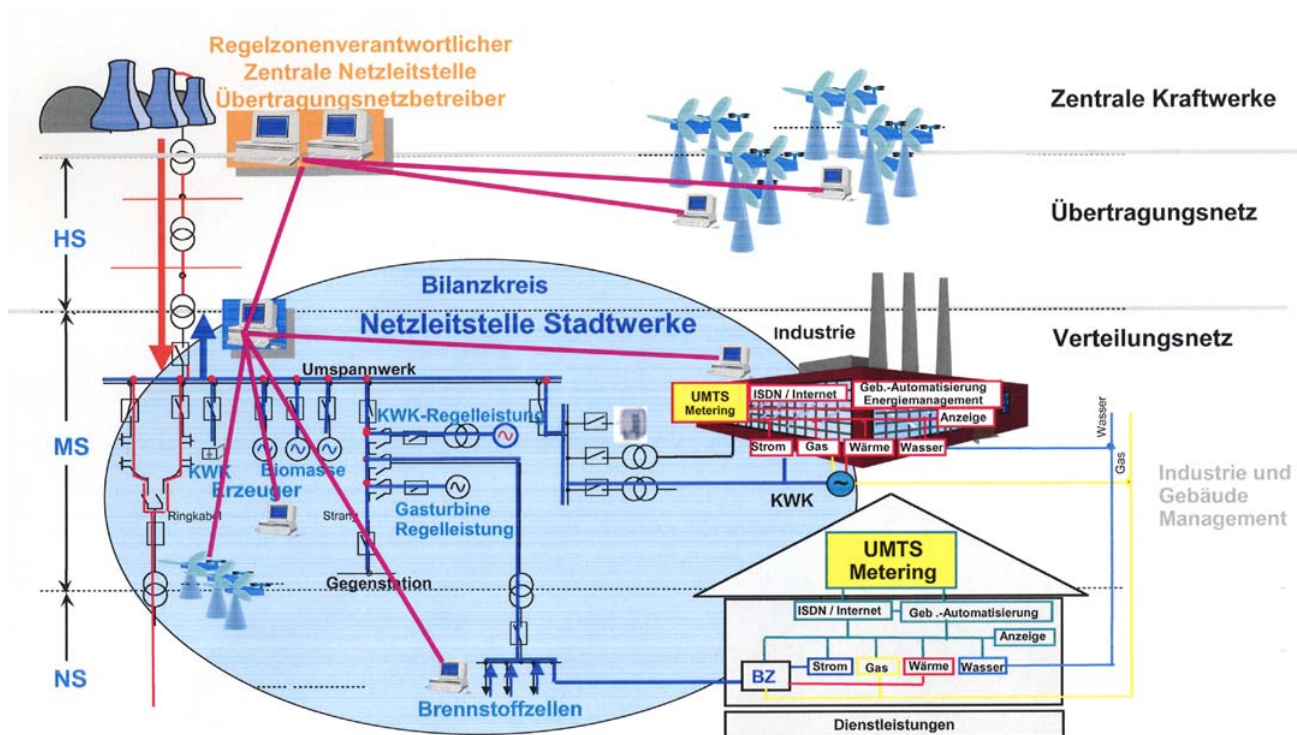 Regelzonenverantwortlicher
Zentrale Netzleitstelle
Übertragungsnetzbetreiber
Zentrale Kraftwerke
Übertragungsnetz
HS
Bilanzkreis
Netzleitstelle Stadtwerke
Industrie
Verteilungsnetz
Umspannwerk
UMTS
Metering
ISDN / Internet
Geb.-Automatisierung
Energiemanagement
Anzeige
Strom
Gas
Wärme
Wasser
Wasser
Gas
MS
KWK-Regelleistung
KWK
Biomasse
Erzeuger
Gasturbine
Regelleistung
KWK
Ringkabel
Strang
Industrie und
Gebäude
Management
Gegenstation
UMTS
Metering
ISDN / Internet
Geb .-Automatisierung
Anzeige
NS
BZ
Strom
Gas
Wärme
Wasser
Brennstoffzellen
Dienstleistungen